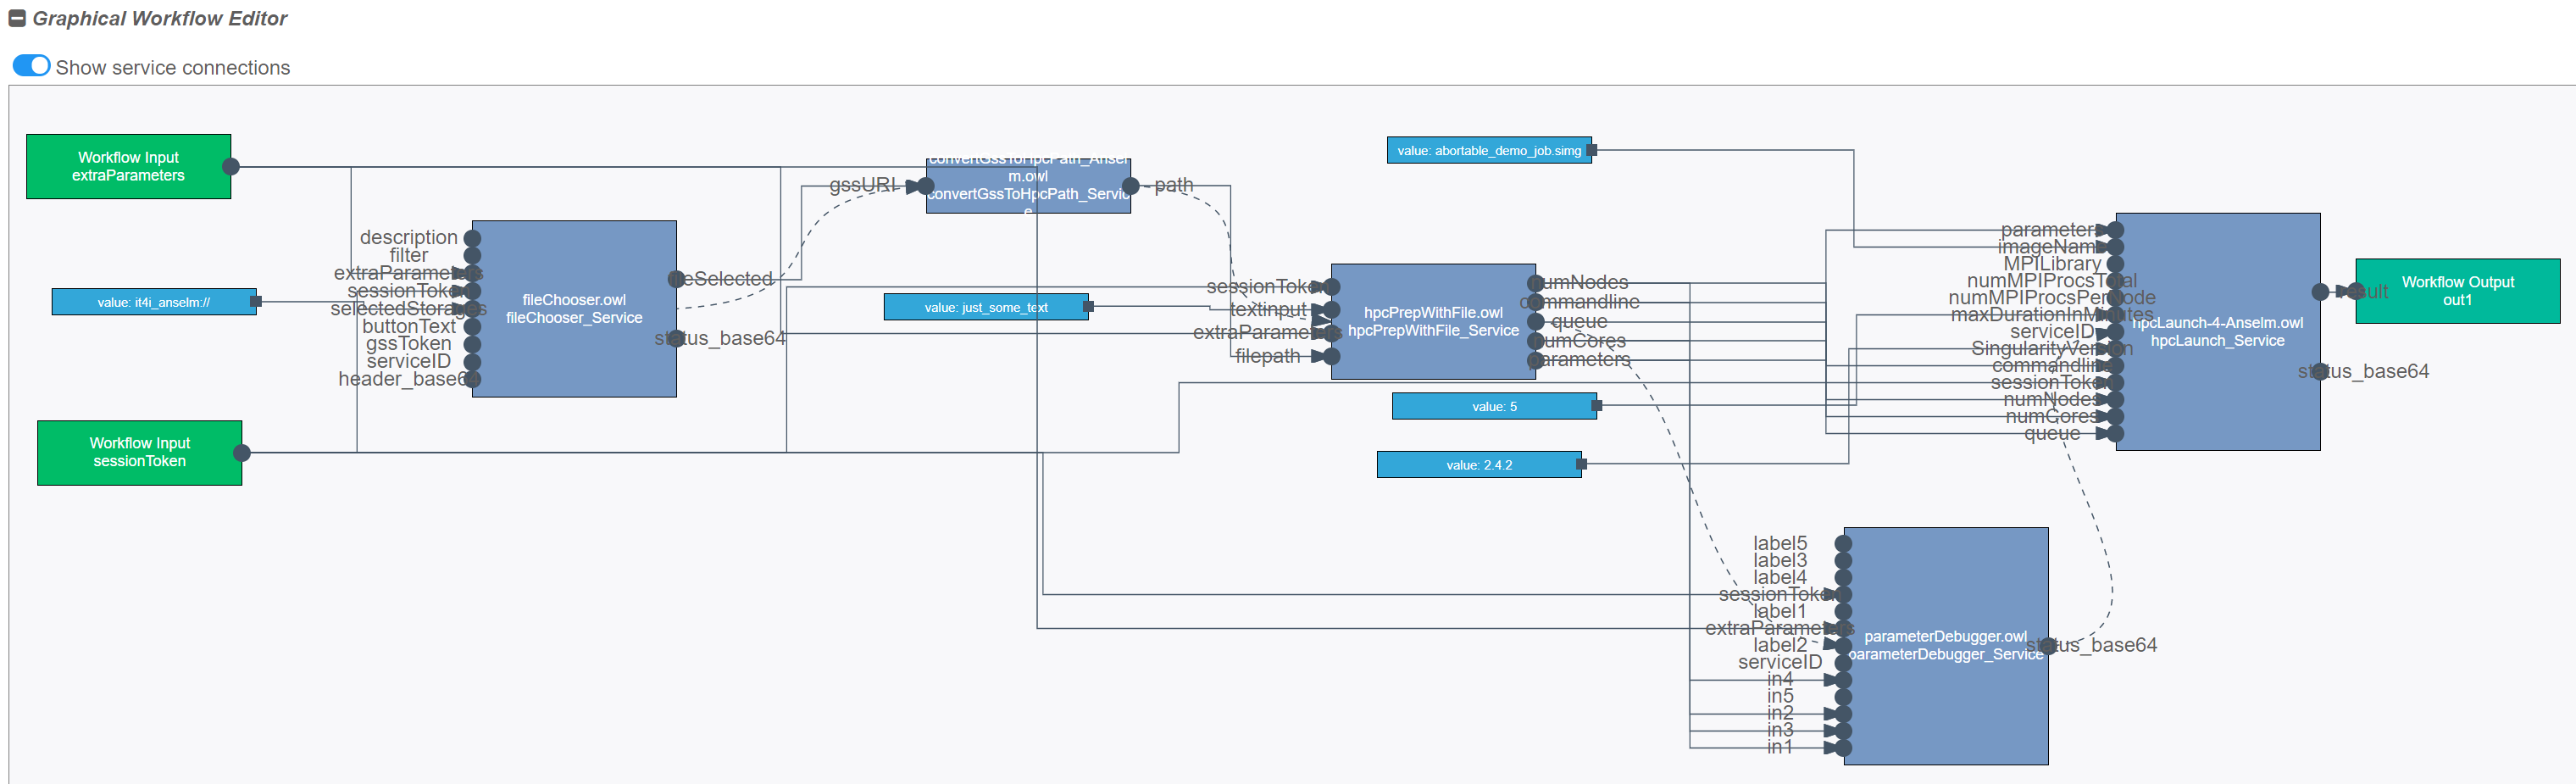 Graphical Workflow Editor
Show service connections
Workflow Input
extraParameters
value: it4i_anselm://
Workflow Input
sessionToken
description
filter
extraParameters
sessionToken
selectedStorages
buttonText
gssToken
serviceID
header_base64
fileChooser.owl
fileChooser_Service
fileSelected
status_base64
gssURI
convertGssToHpcPath_Ansel
m.owl
convertGssToHpcPath_Servic
e
path
value: just_some_text
sessionToken
textinput
extraParameters
filepath
hpcPrepWithFile.owl
hpcPrepWithFile_Service
numNodes
commandline
queue
numCores
parameters
value: abortable_demo_job.simg
value: 5
value: 2.4.2
parameters
imageName
MPILibrary
numMPIProcsTotal
numMPIProcsPerNode
maxDurationInMinutes
serviceID
SingularityVersion
commandline
sessionToken
numNodes
numCores
queue
hpcLaunch-4-Anselm.owl
hpcLaunch_Service
result
status_base64
Workflow Output
out1
label5
label3
label4
sessionToken
label1
extraParameters
label2
serviceID
in4
in5
in2
in3
in1
parameterDebugger.owl
parameterDebugger_Service
status_base64